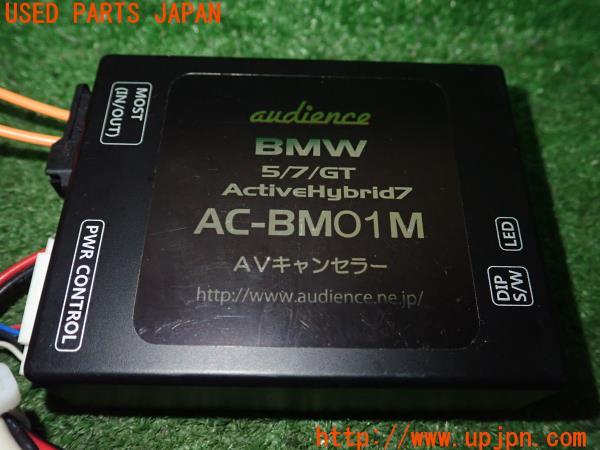 USED PARTS JAPAN
MOST
(IN/OUT)
audience
BMW
5/7/GT
ActiveHybrid7
AC-BM01M
AVキャンセラー
http://www.audience.ne.jp/
PWR CONTROL
LED
DIP
S/W
http://www.upjpn.com/